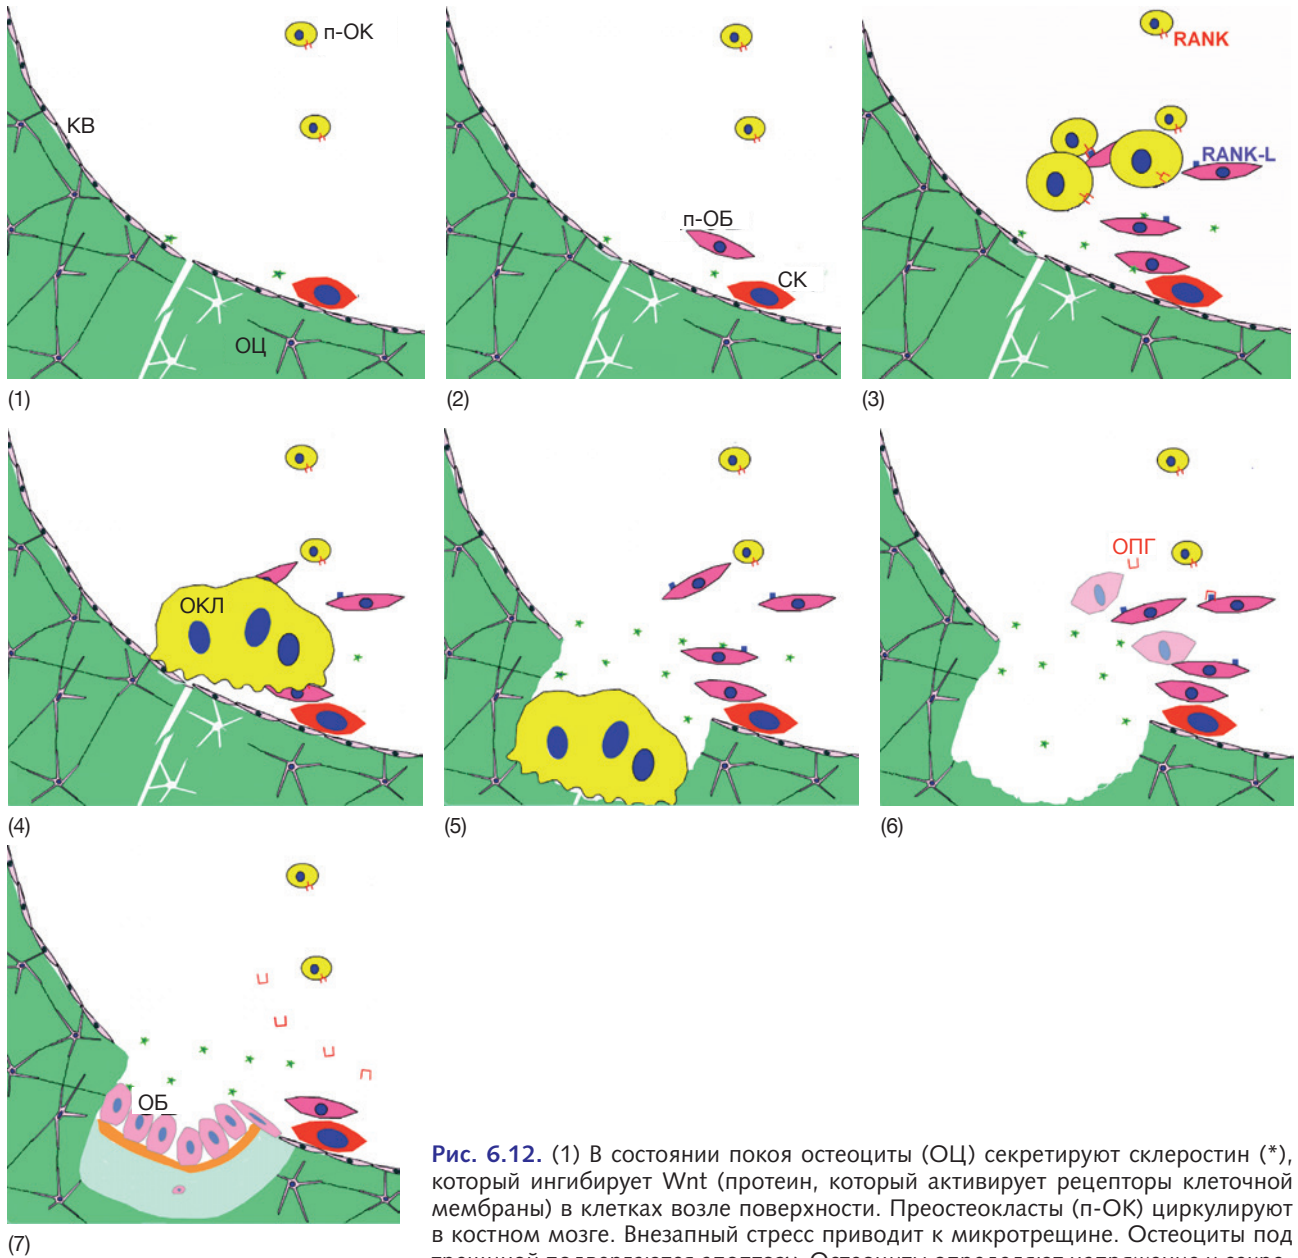 п-ОК
КВ
ОЦ
(1)
п-ОБ
СК
(2)
RANK
RANK-L
(3)
ОКЛ
(4)
(5)
ОПГ
(6)
ОБ
(7)
Рис. 6.12. (1) В состоянии покоя остеоциты (ОЦ) секретируют склеростин (*),
который ингибирует Wnt (протеин, который активирует рецепторы клеточной
мембраны) в клетках возле поверхности. Преостеокласты (п-ОК) циркулируют
в костном мозге. Внезапный стресс приводит к микротрещине. Остеоциты под